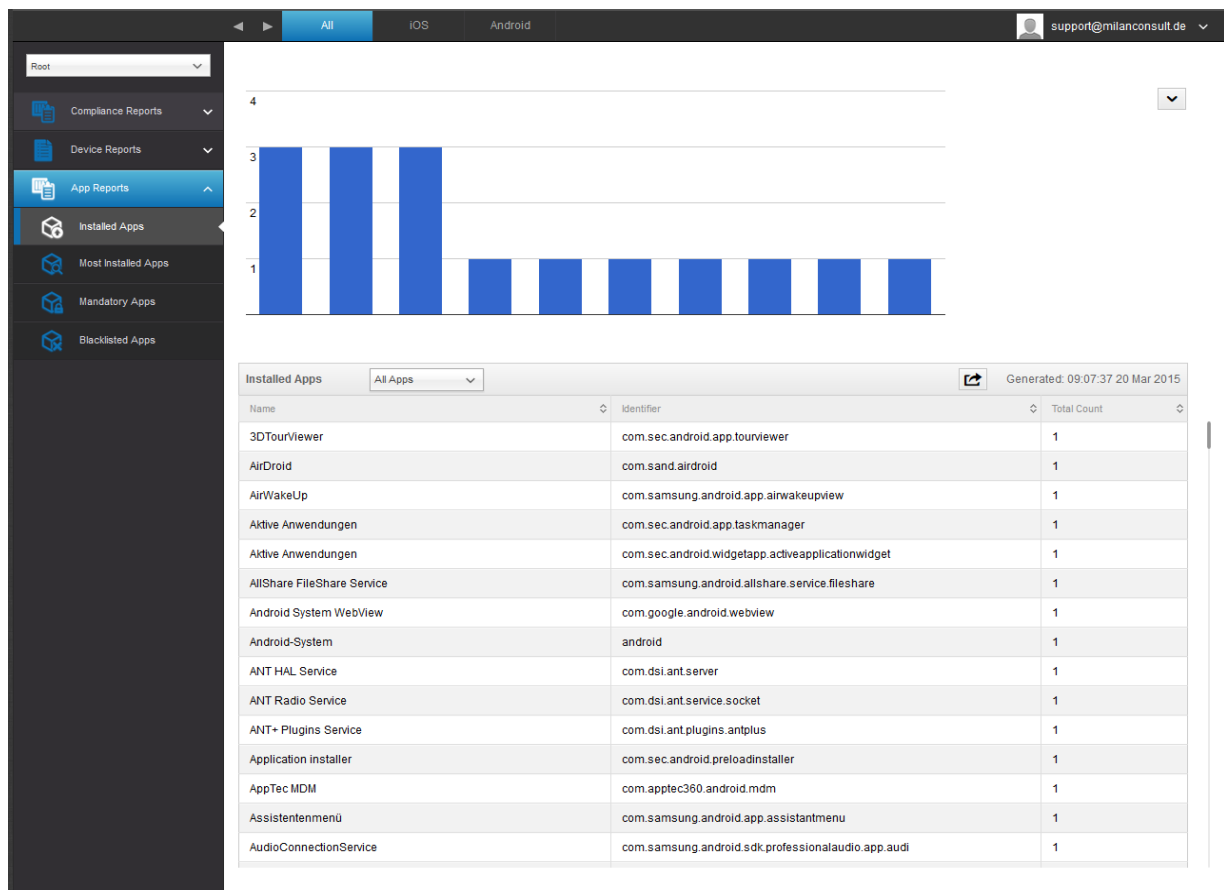 All iOS Android support@milanconsult.de
Root
Compliance Reports
Device Reports
App Reports
Installed Apps
Most Installed Apps
Mandatory Apps
Blacklisted Apps
4
3
2
1
Installed Apps All Apps Generated: 09:07:37 20 Mar 2015
Name Identifier Total Count
3DTourViewer com.sec.android.app.tourviewer 1
AirDroid com.sand.airdroid 1
AirWakeUp com.samsung.android.app.airwakeupview 1
Aktive Anwendungen com.sec.android.app.taskmanager 1
Aktive Anwendungen com.sec.android.widgetapp.activeapplicationwidget 1
AllShare FileShare Service com.samsung.android.allshare.service.fileshare 1
Android System WebView com.google.android.webview 1
Android-System android 1
ANT HAL Service com.dsi.ant.server 1
ANT Radio Service com.dsi.ant.service.socket 1
ANT+ Plugins Service com.dsi.ant.plugins.antplus 1
Application installer com.sec.android.preloadinstaller 1
AppTec MDM com.apptec360.android.mdm 1
Assistentenmenü com.samsung.android.app.assistantmenu 1
AudioConnectionService com.samsung.android.sdk.professionalaudio.app.audi 1